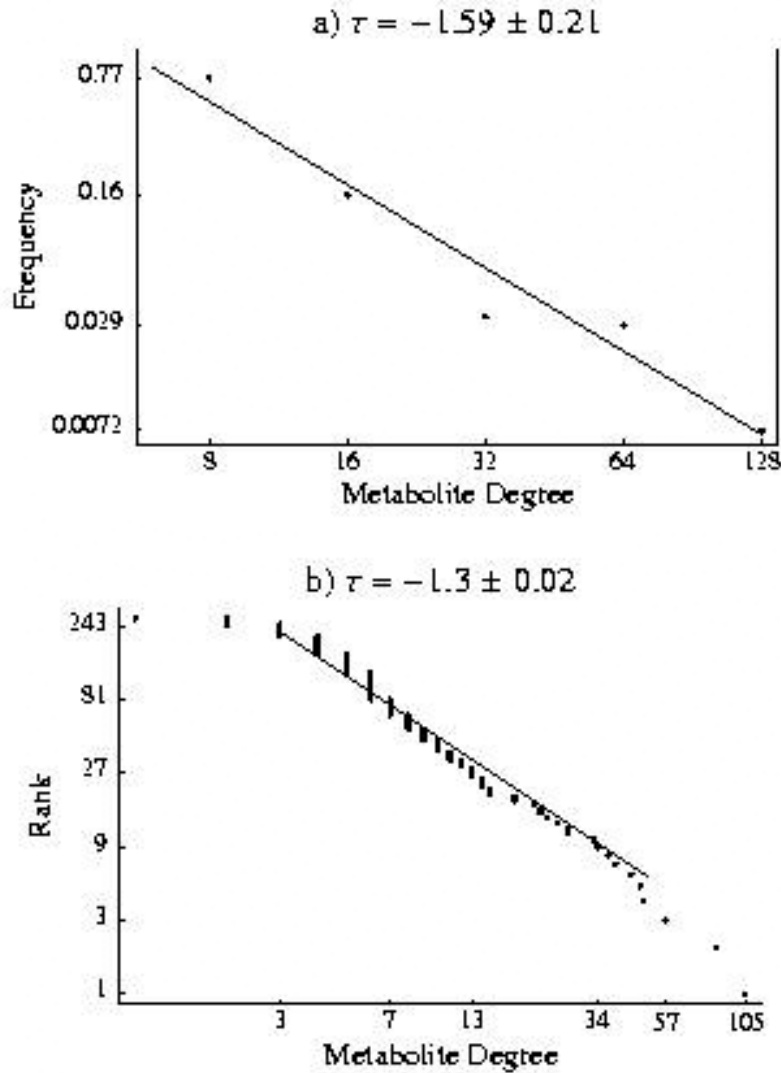 a) τ = −1.59 ± 0.21
0.77
0.16
0.029
0.0072
Frequency
8 16 32 64 128
Metabolite Degree
b) τ = −1.3 ± 0.02
243
81
27
9
3
1
Rank
3 7 13 34 57 105
Metabolite Degree